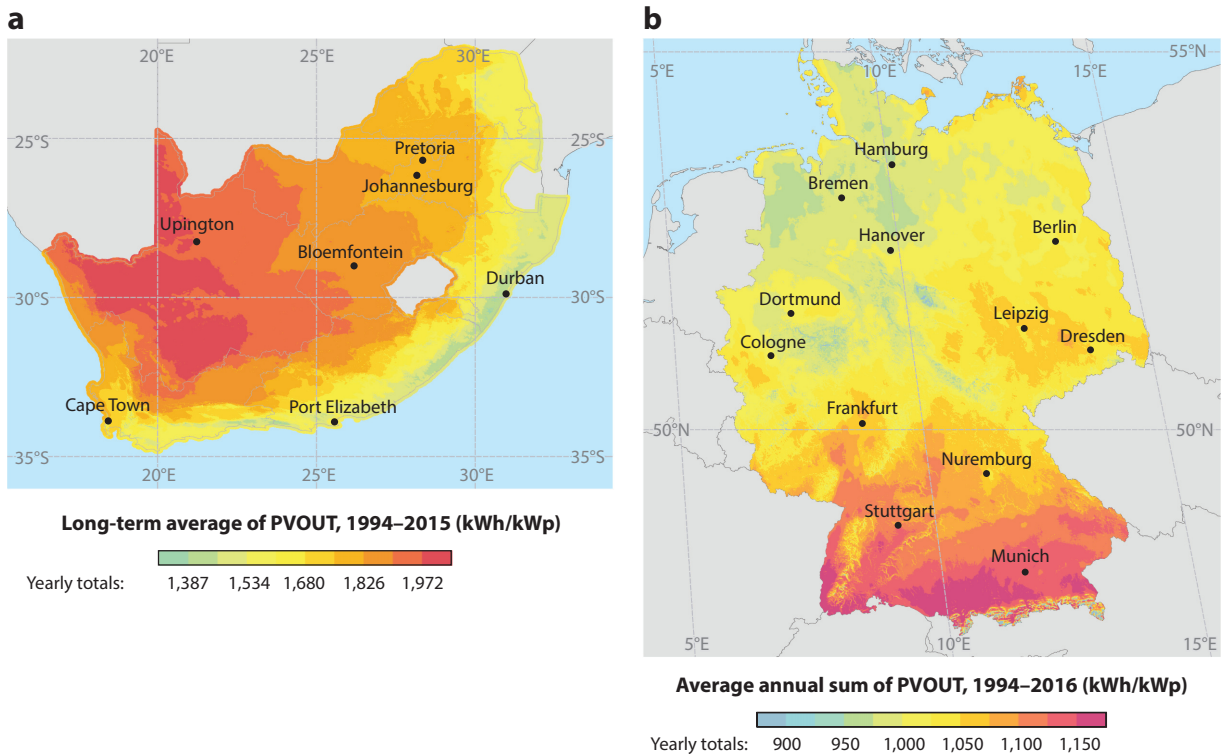 a
20°E
25°E
30°E
25°S
25°S
Pretoria
Johannesburg
Upington
Bloemfontein
Durban
30°S
30°S
Cape Town
Port Elizabeth
35°S
35°S
20°E
25°E
30°E
Long-term average of PVOUT, 1994–2015 (kWh/kWp)
Yearly totals: 1,387 1,534 1,680 1,826 1,972
b
55°N
5°E
10°E
15°E
Hamburg
Bremen
Hanover
Berlin
Dortmund
Leipzig
Cologne
Dresden
Frankfurt
50°N
50°N
Nuremburg
Stuttgart
Munich
5°E
10°E
15°E
Average annual sum of PVOUT, 1994–2016 (kWh/kWp)
Yearly totals: 900 950 1,000 1,050 1,100 1,150